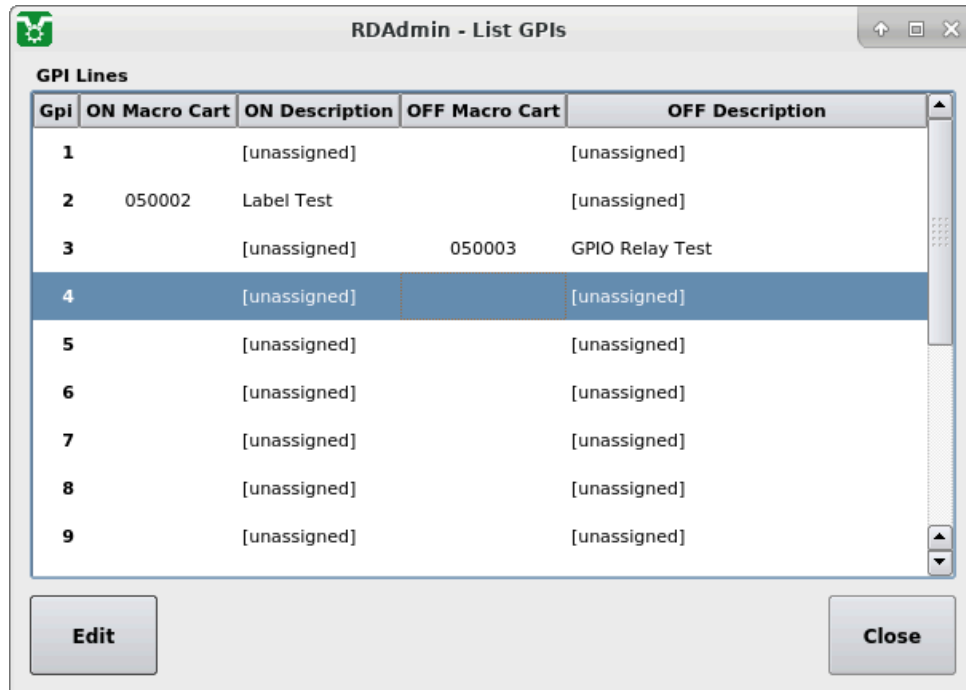 RDAdmin - List GPIs
GPI Lines
Gpi ON Macro Cart ON Description OFF Macro Cart OFF Description
1 [unassigned] [unassigned]
2 050002 Label Test [unassigned]
3 [unassigned] 050003 GPIO Relay Test
4 [unassigned] [unassigned]
5 [unassigned] [unassigned]
6 [unassigned] [unassigned]
7 [unassigned] [unassigned]
8 [unassigned] [unassigned]
9 [unassigned] [unassigned]
Edit Close